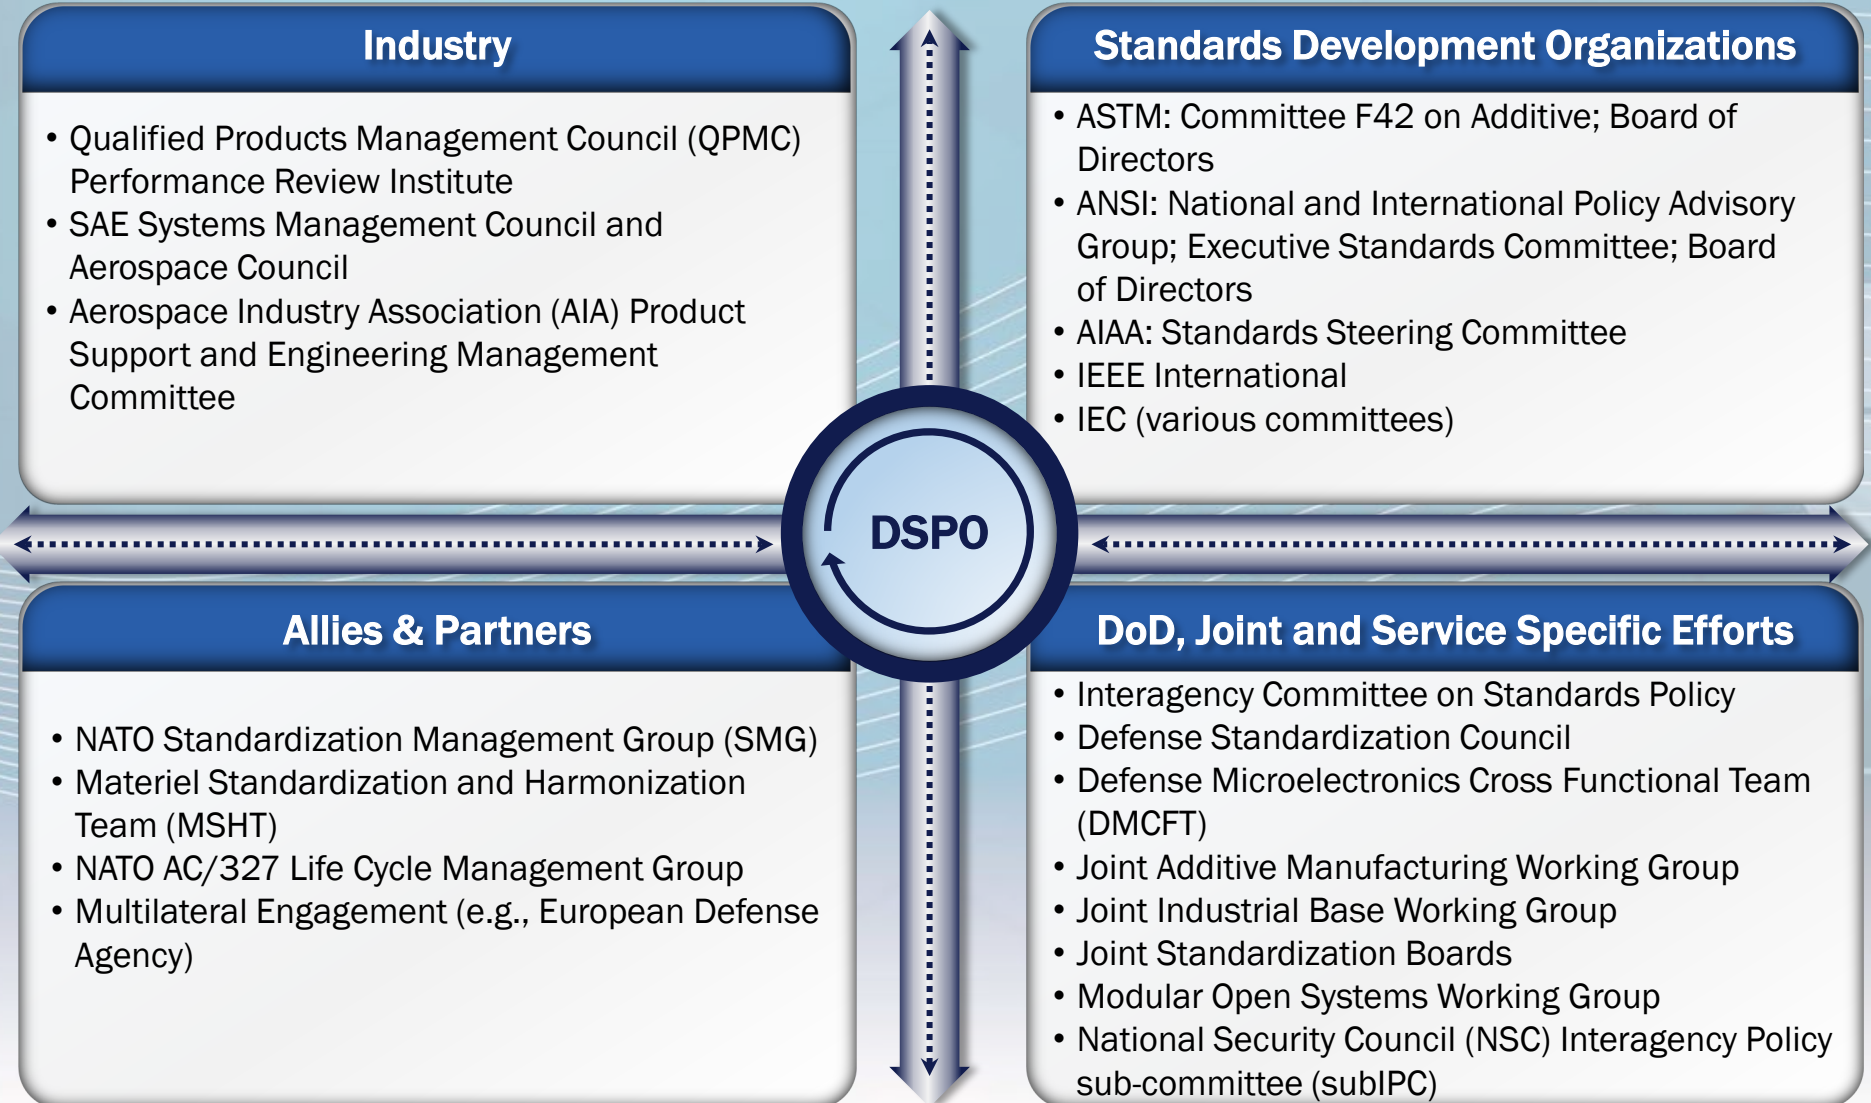 Industry
• Qualified Products Management Council (QPMC)
Performance Review Institute
• SAE Systems Management Council and
Aerospace Council
• Aerospace Industry Association (AIA) Product
Support and Engineering Management
Committee
Standards Development Organizations
• ASTM: Committee F42 on Additive; Board of
Directors
• ANSI: National and International Policy Advisory
Group; Executive Standards Committee; Board
of Directors
• AIAA: Standards Steering Committee
• IEEE International
• IEC (various committees)
DSPO
Allies & Partners
• NATO Standardization Management Group (SMG)
• Materiel Standardization and Harmonization
Team (MSHT)
• NATO AC/327 Life Cycle Management Group
• Multilateral Engagement (e.g., European Defense
Agency)
DoD, Joint and Service Specific Efforts
• Interagency Committee on Standards Policy
• Defense Standardization Council
• Defense Microelectronics Cross Functional Team
(DMCFT)
• Joint Additive Manufacturing Working Group
• Joint Industrial Base Working Group
• Joint Standardization Boards
• Modular Open Systems Working Group
• National Security Council (NSC) Interagency Policy
sub-committee (subIPC)